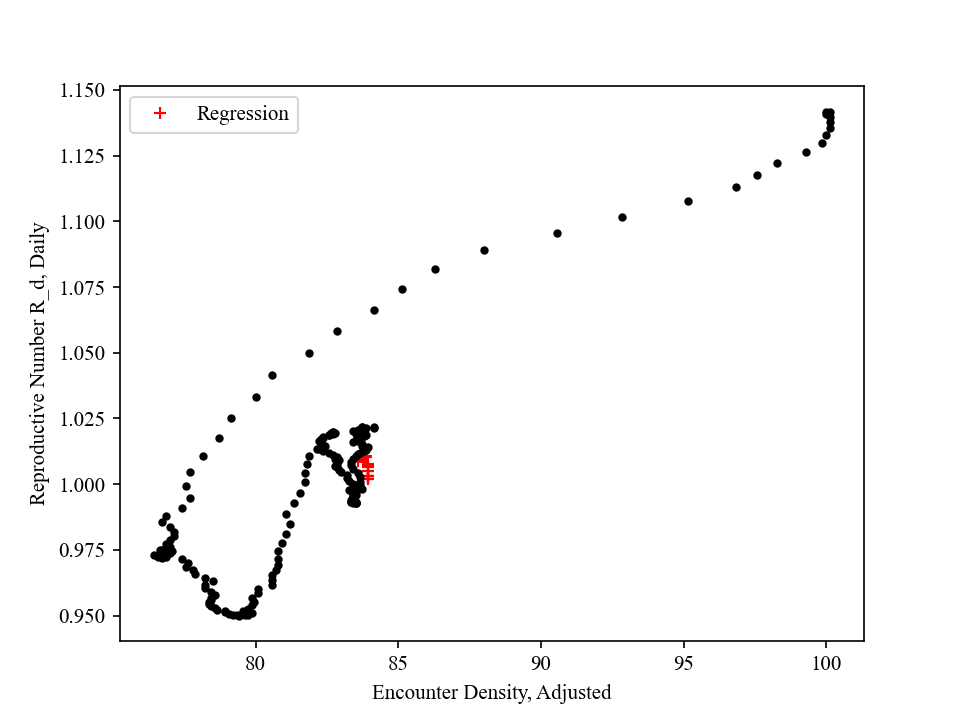 Regression
1.150
1.125
1.100
1.075
1.050
1.025
1.000
0.975
0.950
Reproductive Number R_d, Daily
80 85 90 95 100
Encounter Density, Adjusted